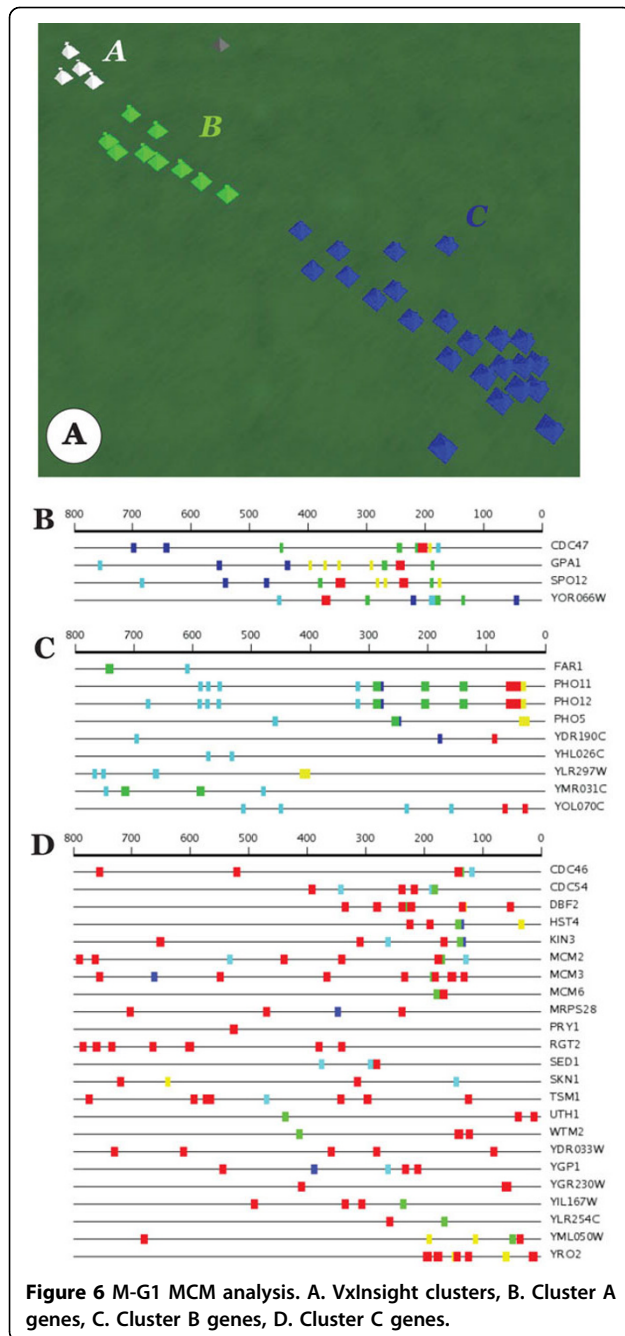 A
B
C
A
B
800 700 600 500 400 300 200 100 0
CDC47
GPA1
SPO12
YOR066W
C
800 700 600 500 400 300 200 100 0
FAR1
PHO11
PHO12
PHO5
YDR190C
YHL026C
YLR297W
YMR031C
YOL070C
D
800 700 600 500 400 300 200 100 0
CDC46
CDC54
DBF2
HST4
KIN3
MCM2
MCM3
MCM6
MRPS28
PRY1
RGT2
SED1
SKN1
TSM1
UTH1
WTM2
YDR033W
YGP1
YGR230W
YIL167W
YLR254C
YML050W
YRO2
Figure 6 M-G1 MCM analysis. A. VxInsight clusters, B. Cluster A
genes, C. Cluster B genes, D. Cluster C genes.